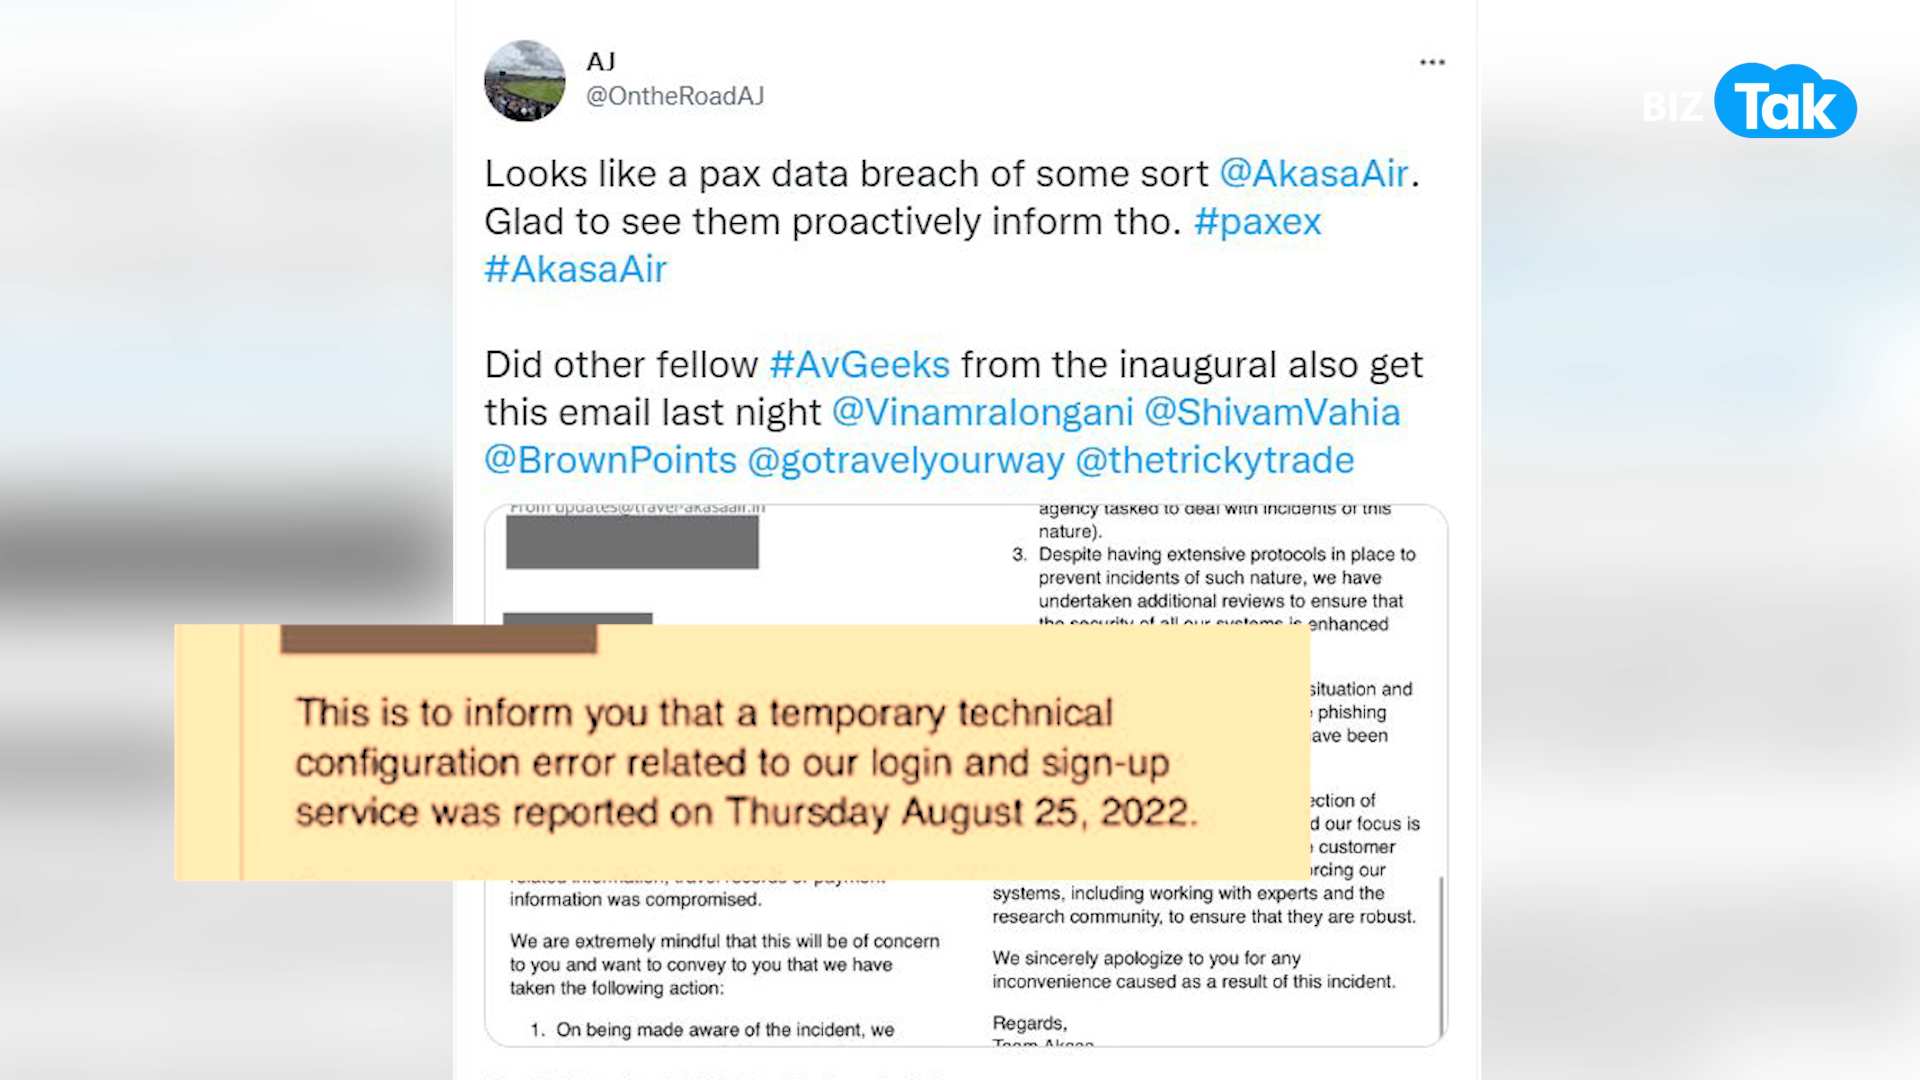 AJ
@OntheRoadAJ
BIZ Tak
Looks like a pax data breach of some sort @AkasaAir.
Glad to see them proactively inform tho. #paxex
#AkasaAir
Did other fellow #AvGeeks from the inaugural also get
this email last night @Vinamralongani @ShivamVahia
@BrownPoints @gotravelyourway @thetrickytrade
From updates@travel-akasaair.in
This is to inform you that a temporary technical
configuration error related to our login and sign-up
service was reported on Thursday August 25, 2022.
related information, travel records or payment
information was compromised.
We are extremely mindful that this will be of concern
to you and want to convey to you that we have
taken the following action:
1. On being made aware of the incident, we
agency tasked to deal with incidents of this
nature).
3. Despite having extensive protocols in place to
prevent incidents of such nature, we have
undertaken additional reviews to ensure that
the security of all our systems is enhanced
situation and
phishing
ave been
ection of
d our focus is
customer
orcing our
systems, including working with experts and the
research community, to ensure that they are robust.
We sincerely apologize to you for any
inconvenience caused as a result of this incident.
Regards,
Team Akasa